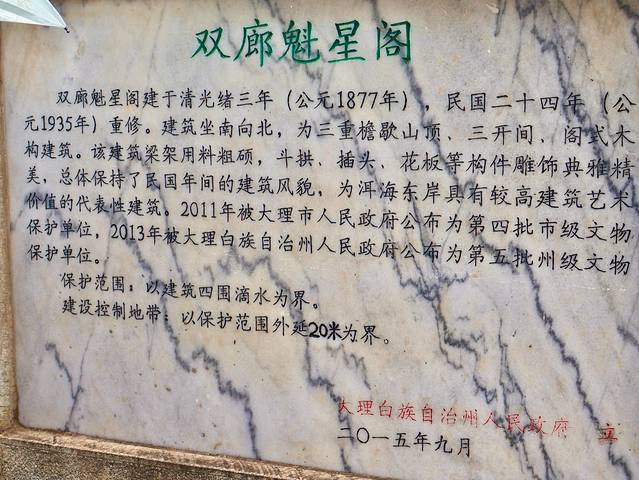 双廊魁星阁
双廊魁星阁建于清光绪三年（公元1877年），民国二十四年（公
元1935年）重修。建筑坐南向北，为三重檐歇山顶、三开间、阁式木
构建筑。该建筑梁架用料粗硕，斗拱、插头、花板等构件雕饰典雅精
美，总体保持了民国年间的建筑风貌，为洱海东岸具有较高建筑艺术
价值的代表性建筑。2011年被大理市人民政府公布为第四批市级文物
保护单位，2013年被大理白族自治州人民政府公布为第五批州级文物
保护单位。
保护范围：以建筑四围滴水为界。
建设控制地带：以保护范围外延20米为界。
大理白族自治州人民政府 立
二〇一五年九月